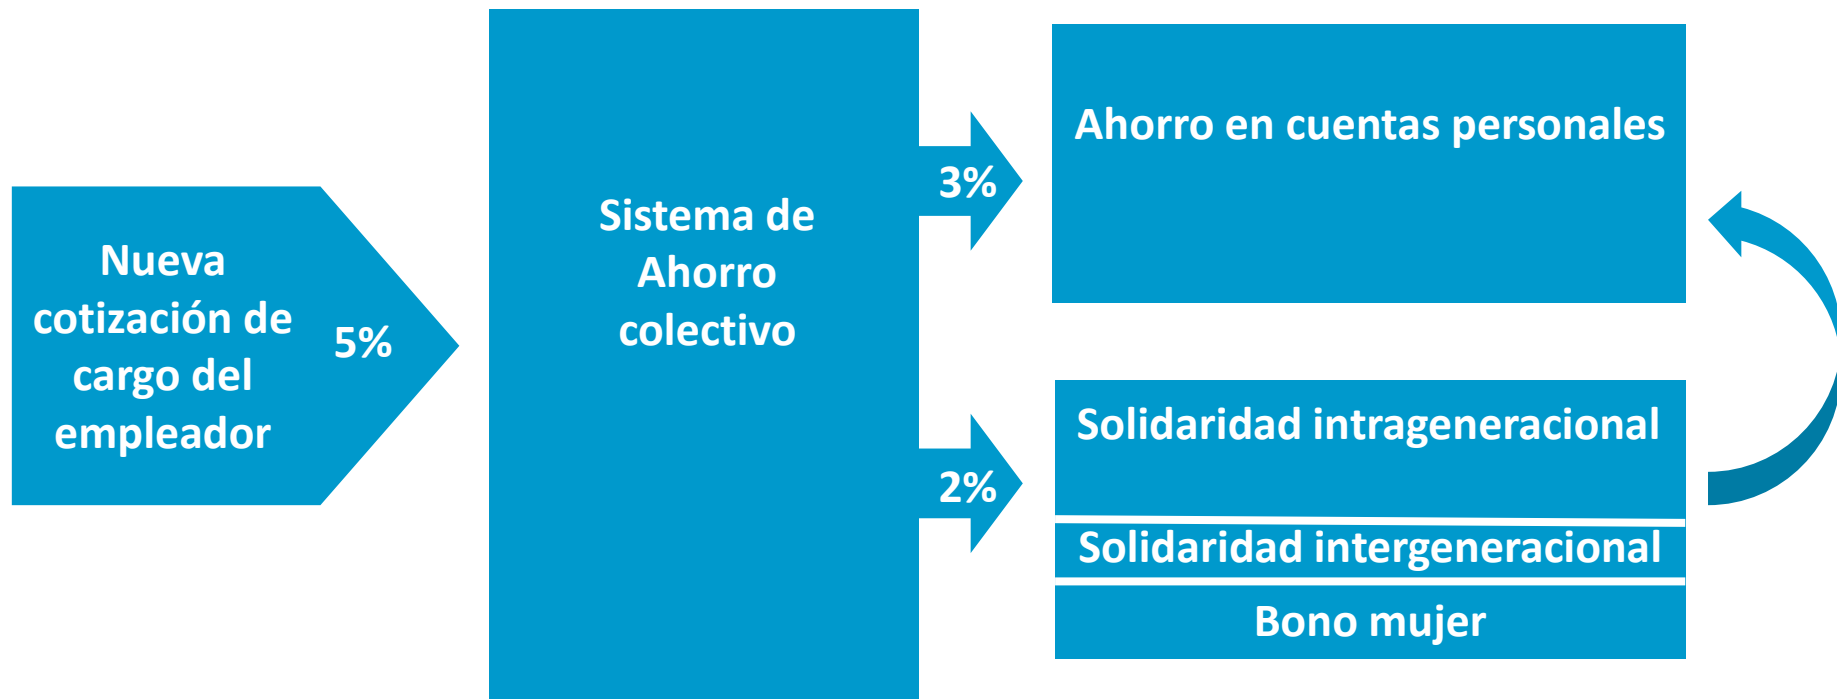 Nueva
cotización de
cargo del
empleador
5%
Sistema de
Ahorro
colectivo
3%
2%
Ahorro en cuentas personales
Solidaridad intrageneracional
Solidaridad intergeneracional
Bono mujer